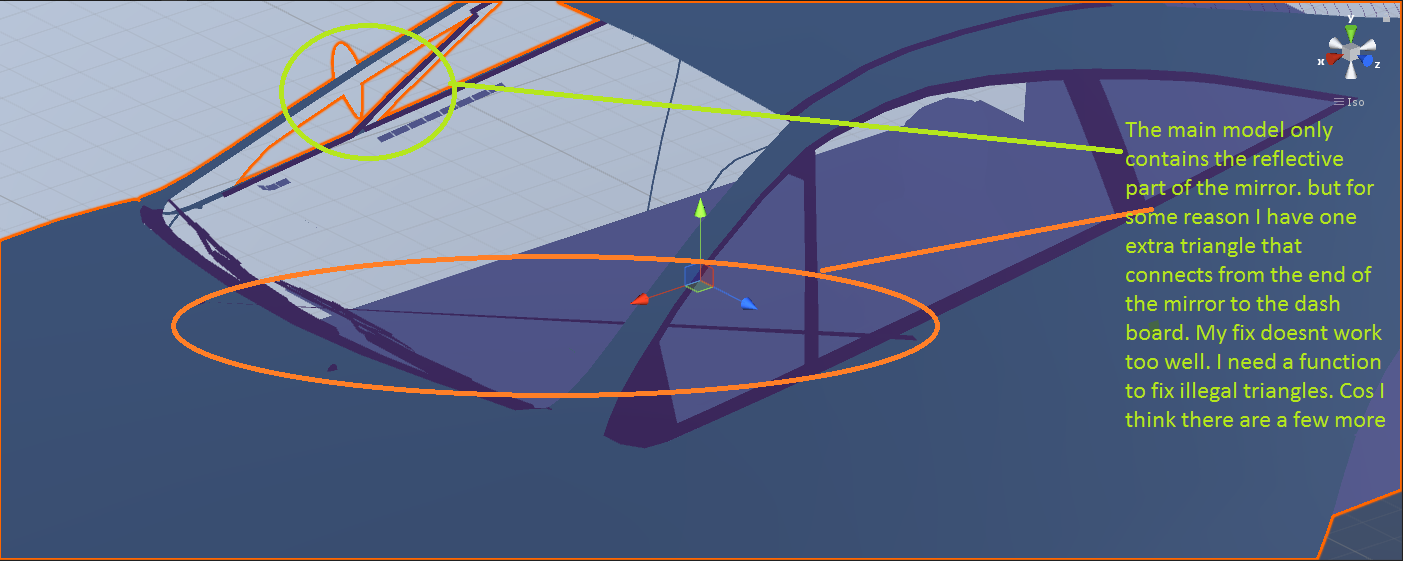 y
x
z
Iso
The main model only
contains the reflective
part of the mirror. but for
some reason I have one
extra triangle that
connects from the end of
the mirror to the dash
board. My fix doesnt work
too well. I need a function
to fix illegal triangles. Cos I
think there are a few more